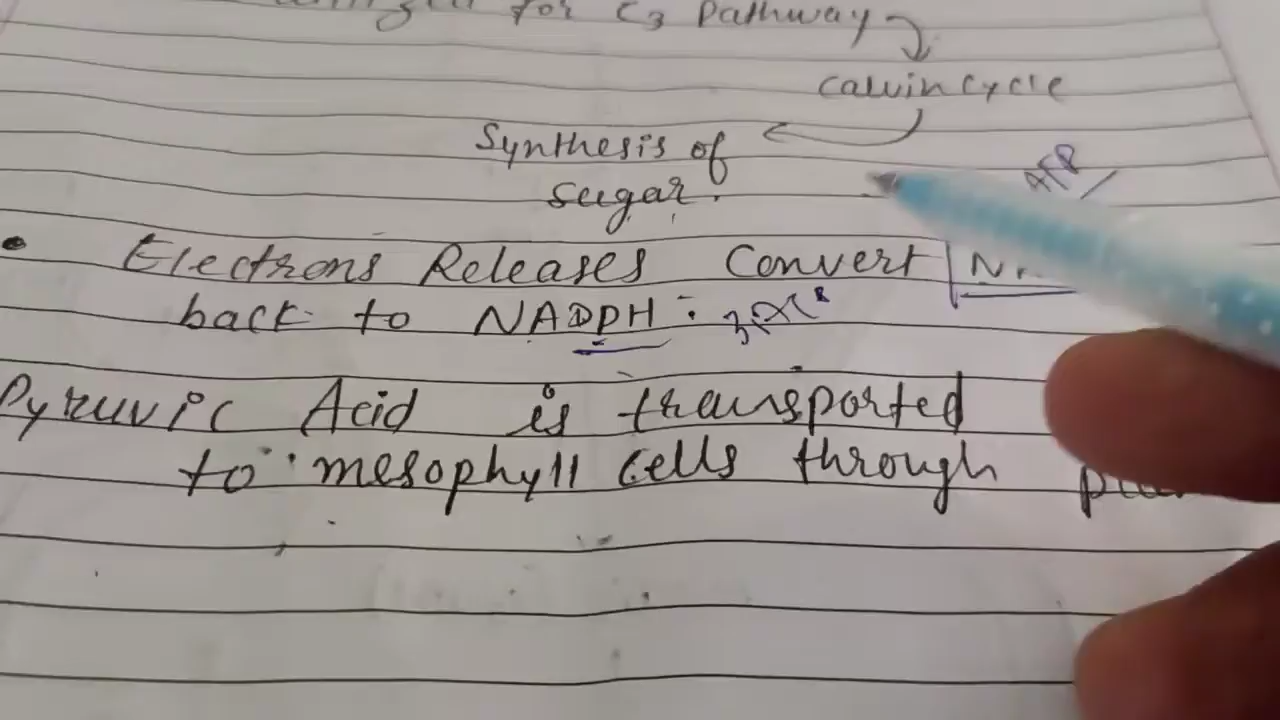 for C3 Pathway
Calvin Cycle
Synthesis of
sugar.
• Electrons Releases Convert
back to NADPH.
Pyruvic Acid is transported
to mesophyll cells through